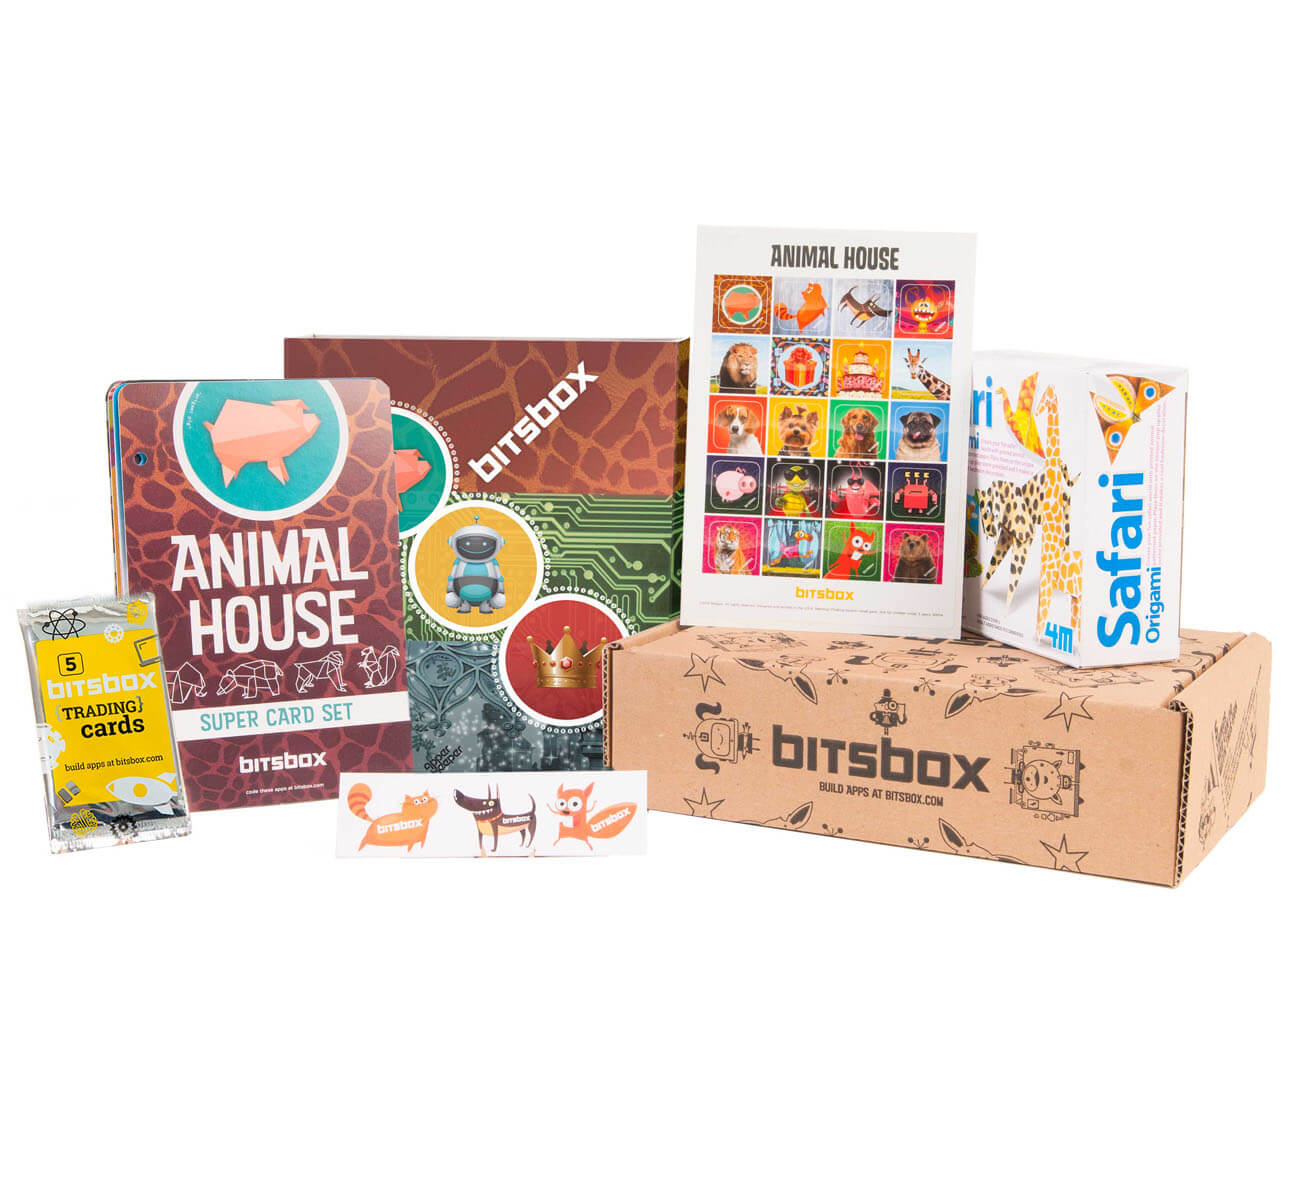 5
bitsbox
{TRADING}
cards
build apps at bitsbox.com
ANIMAL
HOUSE
SUPER CARD SET
bitsbox
code these apps at bitsbox.com
bitsbox
bitsbox
bitsbox
bitsbox
ANIMAL HOUSE
bitsbox
Safari
Origami
4m
bitsbox
BUILD APPS AT BITSBOX.COM